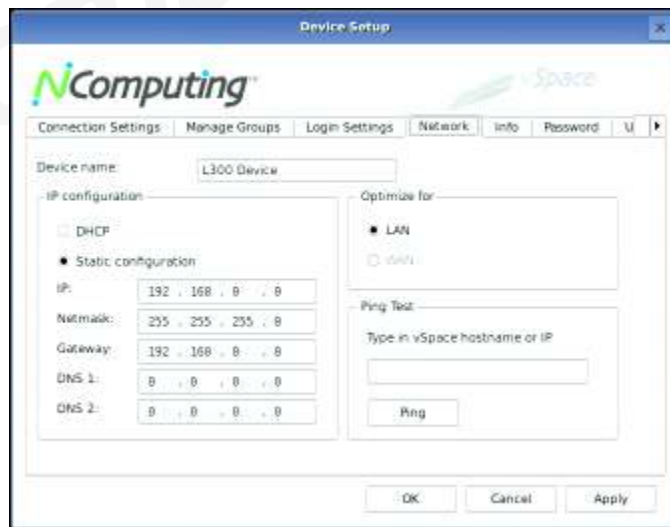 Device Setup
NComputing™
vSpace
Connection Settings Manage Groups Login Settings Network Info Password U
Device name: L300 Device
IP configuration
DHCP
Static configuration
IP: 192 . 168 . 0 . 0
Netmask: 255 . 255 . 255 . 0
Gateway: 192 . 168 . 0 . 0
DNS 1: 0 . 0 . 0 . 0
DNS 2: 0 . 0 . 0 . 0
Optimize for
LAN
WAN
Ping Test
Type in vSpace hostname or IP
Ping
OK Cancel Apply